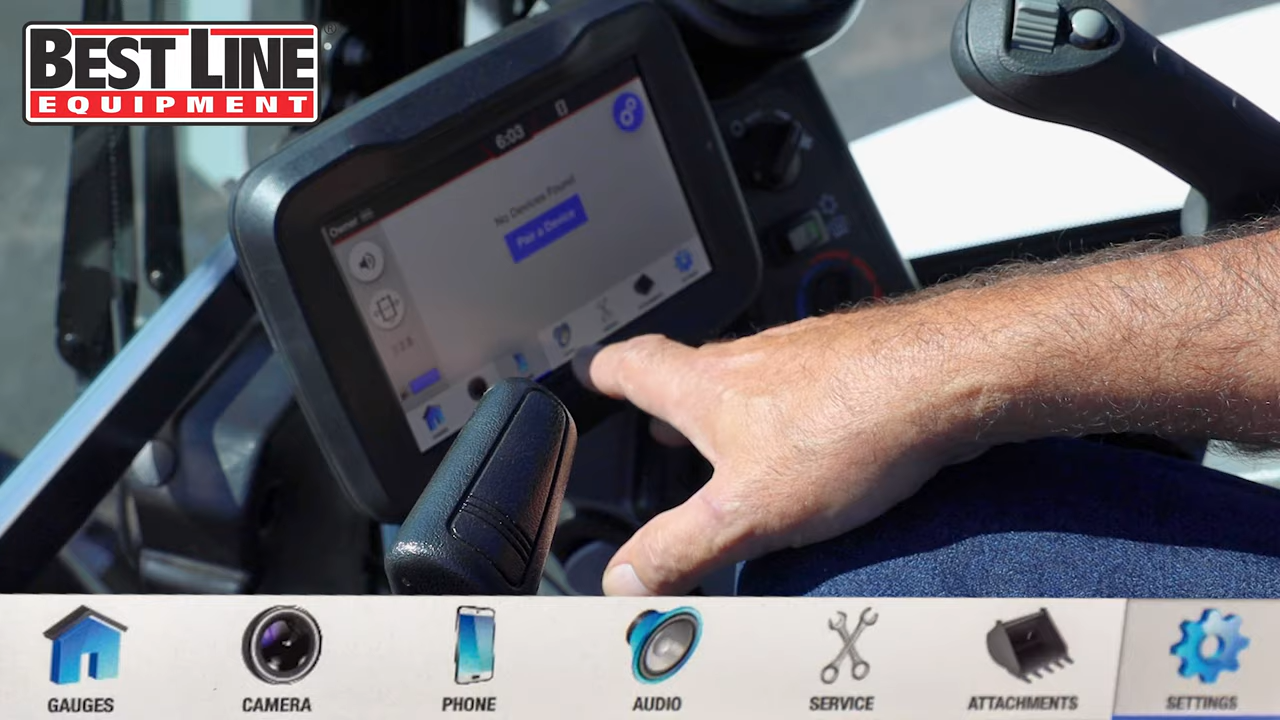 BEST LINE
EQUIPMENT
®
6:03
No Devices Found
Pair a Device
GAUGES
CAMERA
PHONE
AUDIO
SERVICE
ATTACHMENTS
SETTINGS